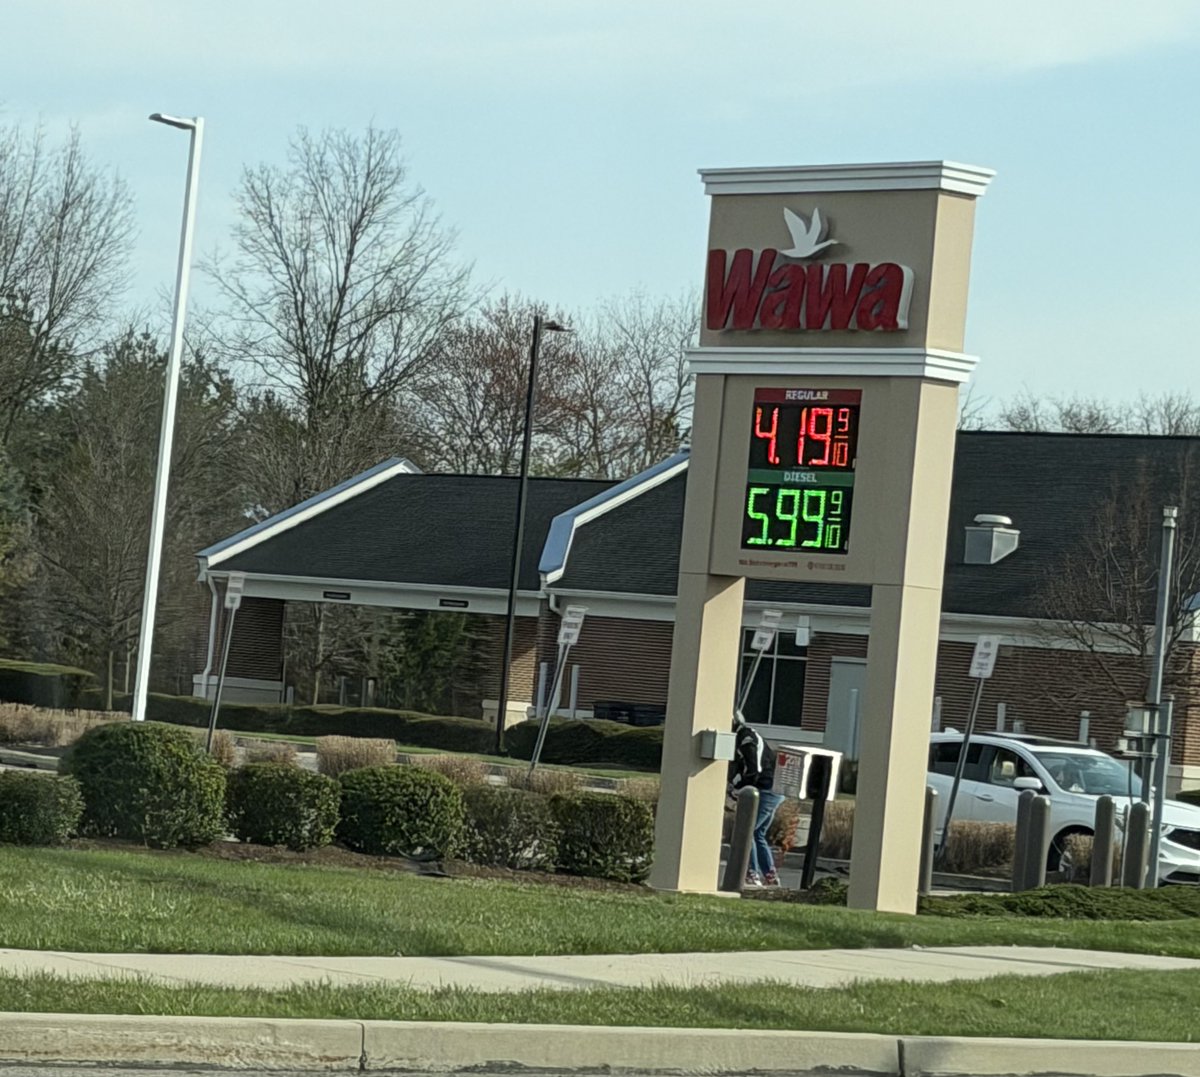 Wawa
REGULAR
4.19 9/10
DIESEL
5.99 9/10